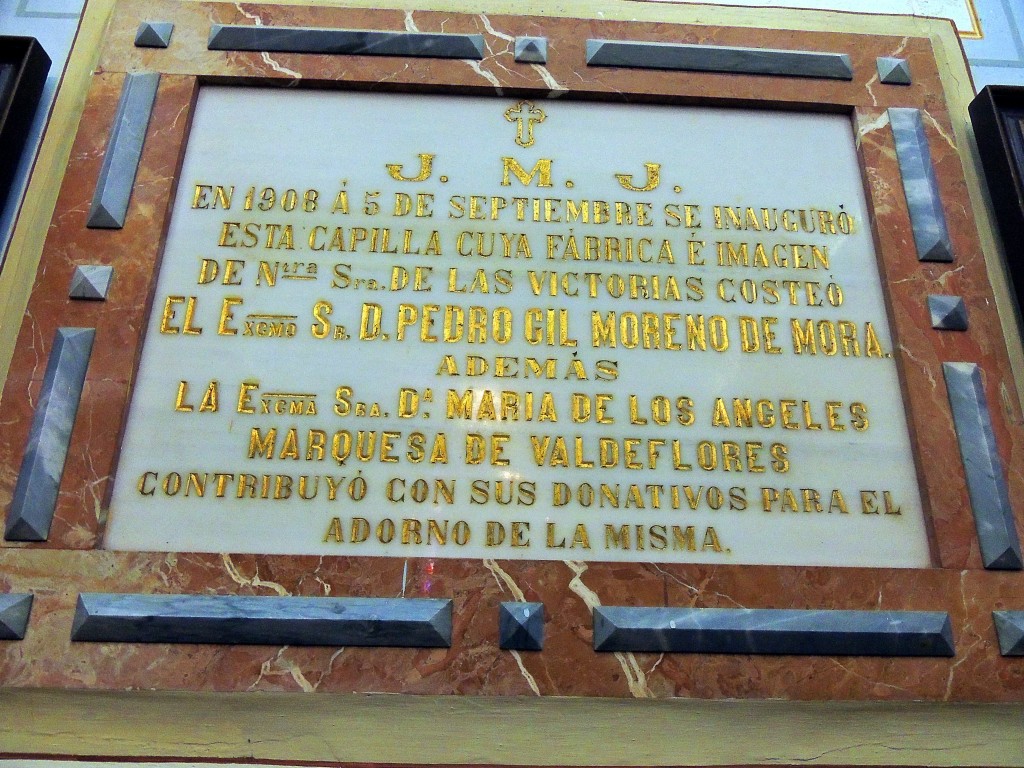 J. M. J.
EN 1908 Á 5 DE SEPTIEMBRE SE INAUGURÓ
ESTA CAPILLA CUYA FÁBRICA É IMAGEN
DE Ntra Sra. DE LAS VICTORIAS COSTEÓ
EL EXCMO SR. D. PEDRO GIL MORENO DE MORA.
ADEMÁS
LA EXCMA SRA. Dª. MARIA DE LOS ANGELES
MARQUESA DE VALDEFLORES
CONTRIBUYÓ CON SUS DONATIVOS PARA EL
ADORNO DE LA MISMA.